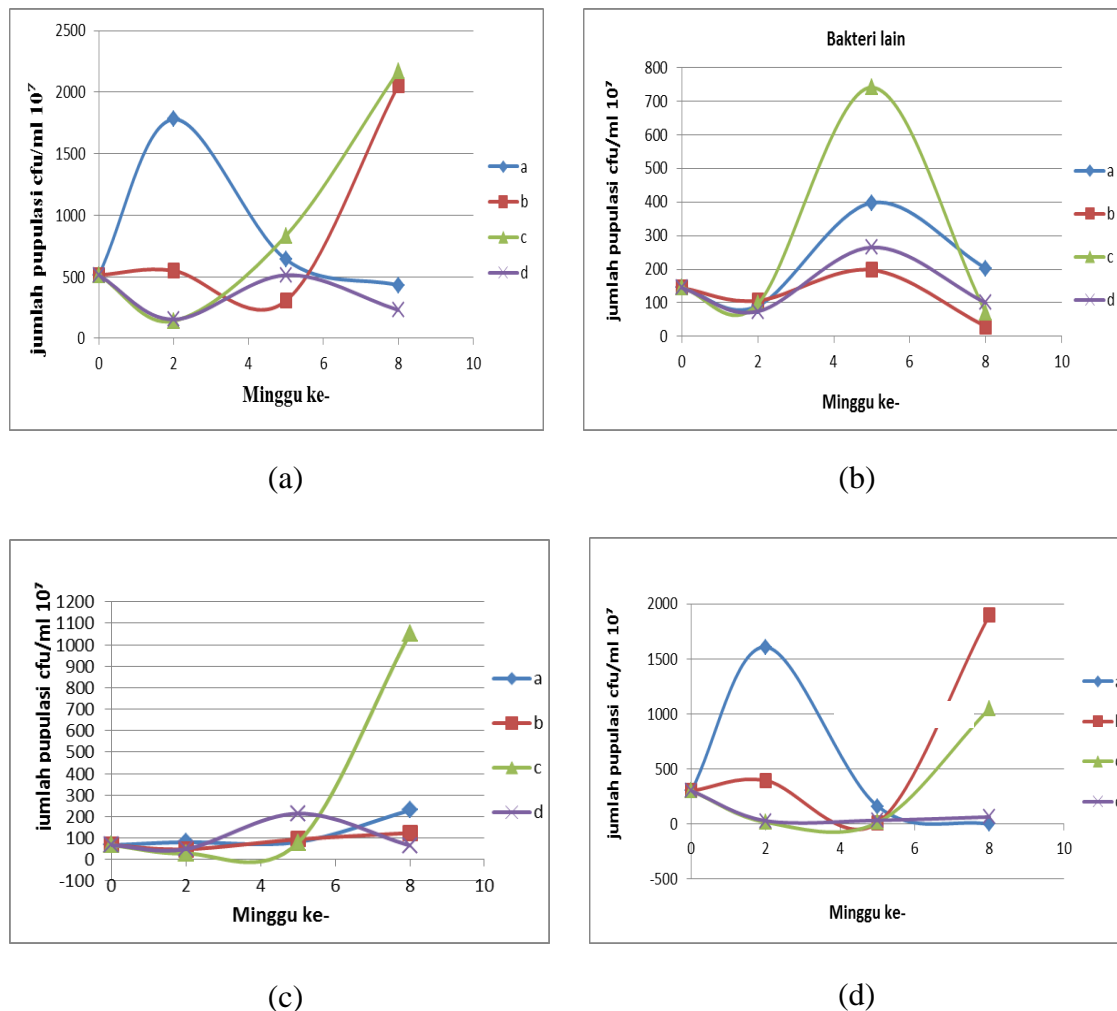 2500
2000
1500
1000
500
0
0 2 4 6 8 10
jumlah pupulasi cfu/ml 10⁷
Minggu ke-
a
b
c
d
(a)
Bakteri lain
800
700
600
500
400
300
200
100
0
0 2 4 6 8 10
jumlah pupulasi cfu/ml 10⁷
Minggu ke-
a
b
c
d
(b)
1200
1100
1000
900
800
700
600
500
400
300
200
100
0
-100
0 2 4 6 8 10
jumlah pupulasi cfu/ml 10⁷
Minggu ke-
a
b
c
d
(c)
2000
1500
1000
500
0
-500
0 2 4 6 8 10
jumlah pupulasi cfu/ml 10⁷
Minggu ke-
(d)